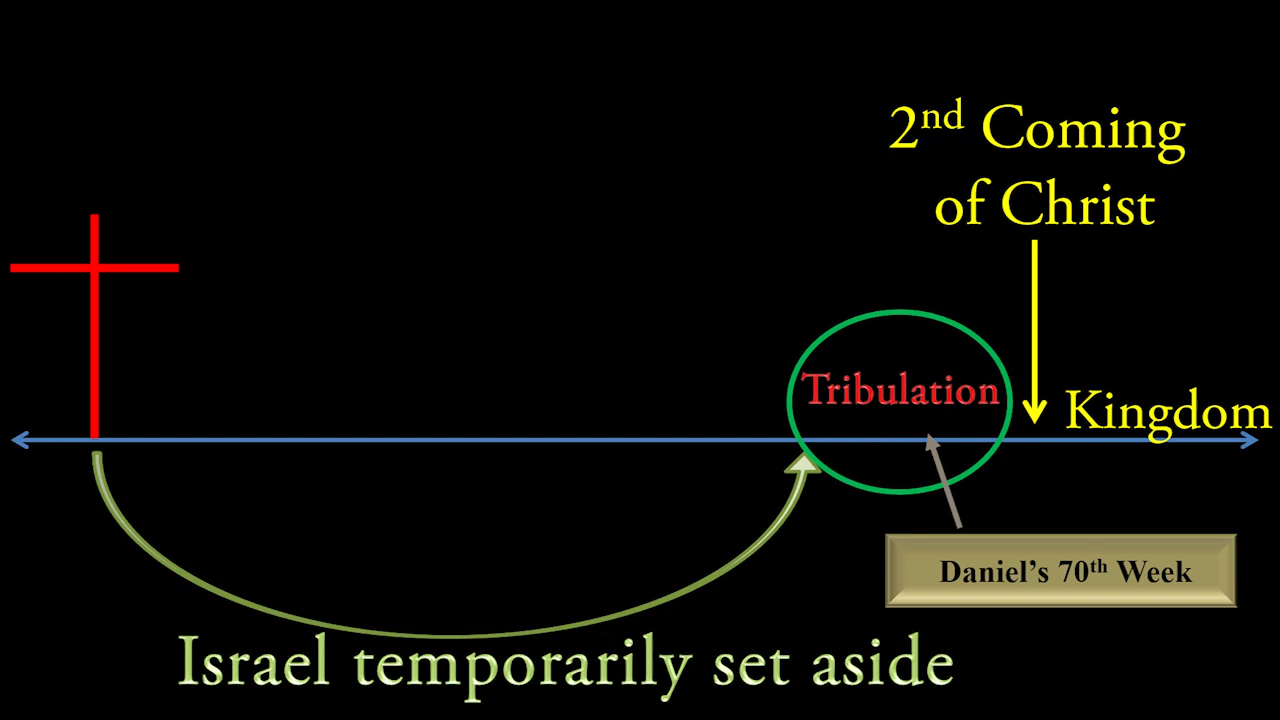 2nd Coming
of Christ
Tribulation
Kingdom
Daniel’s 70th Week
Israel temporarily set aside